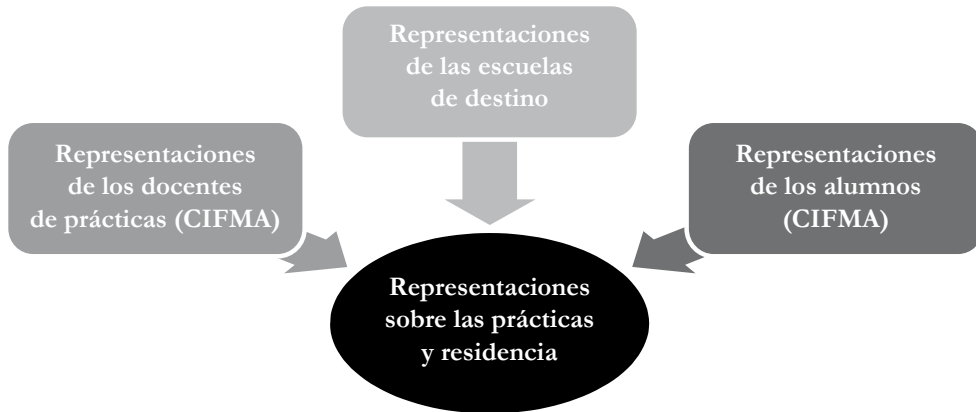 Representaciones
de las escuelas
de destino
Representaciones
de los docentes
de prácticas (CIFMA)
Representaciones
de los alumnos
(CIFMA)
Representaciones
sobre las prácticas
y residencia